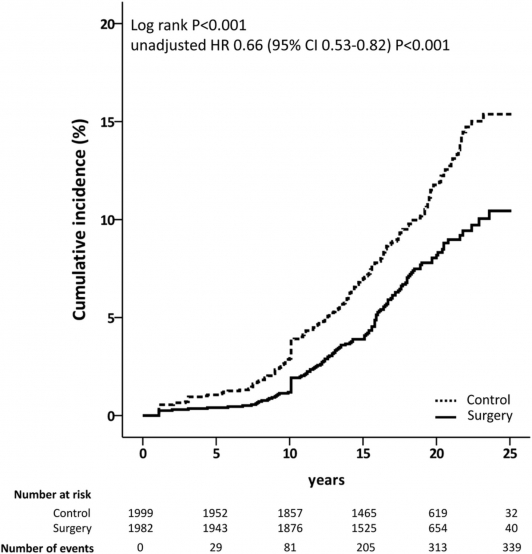 Log rank P<0.001
unadjusted HR 0.66 (95% CI 0.53-0.82) P<0.001
Cumulative incidence (%)
20
15
10
5
0
Control
Surgery
0 5 10 15 20 25
years
Number at risk
Control 1999 1952 1857 1465 619 32
Surgery 1982 1943 1876 1525 654 40
Number of events 0 29 81 205 313 339